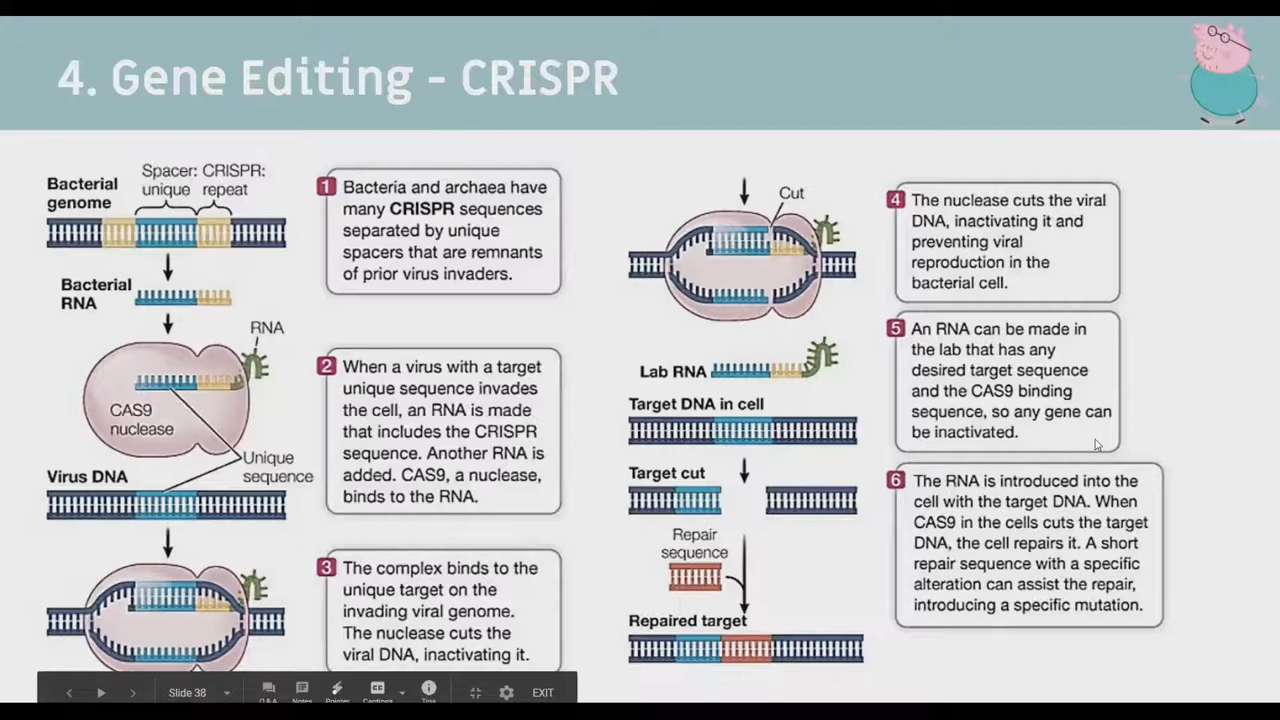 4. Gene Editing - CRISPR
Spacer: CRISPR:
unique repeat
Bacterial
genome
Bacterial
RNA
RNA
CAS9
nuclease
Unique
sequence
Virus DNA
1
Bacteria and archaea have
many CRISPR sequences
separated by unique
spacers that are remnants
of prior virus invaders.
2
When a virus with a target
unique sequence invades
the cell, an RNA is made
that includes the CRISPR
sequence. Another RNA is
added. CAS9, a nuclease,
binds to the RNA.
3
The complex binds to the
unique target on the
invading viral genome.
The nuclease cuts the
viral DNA, inactivating it.
Cut
Lab RNA
Target DNA in cell
Target cut
Repair
sequence
Repaired target
4
The nuclease cuts the viral
DNA, inactivating it and
preventing viral
reproduction in the
bacterial cell.
5
An RNA can be made in
the lab that has any
desired target sequence
and the CAS9 binding
sequence, so any gene can
be inactivated.
6
The RNA is introduced into the
cell with the target DNA. When
CAS9 in the cells cuts the target
DNA, the cell repairs it. A short
repair sequence with a specific
alteration can assist the repair,
introducing a specific mutation.
Slide 38
Q&A Notes Pointer Captions Tips
EXIT